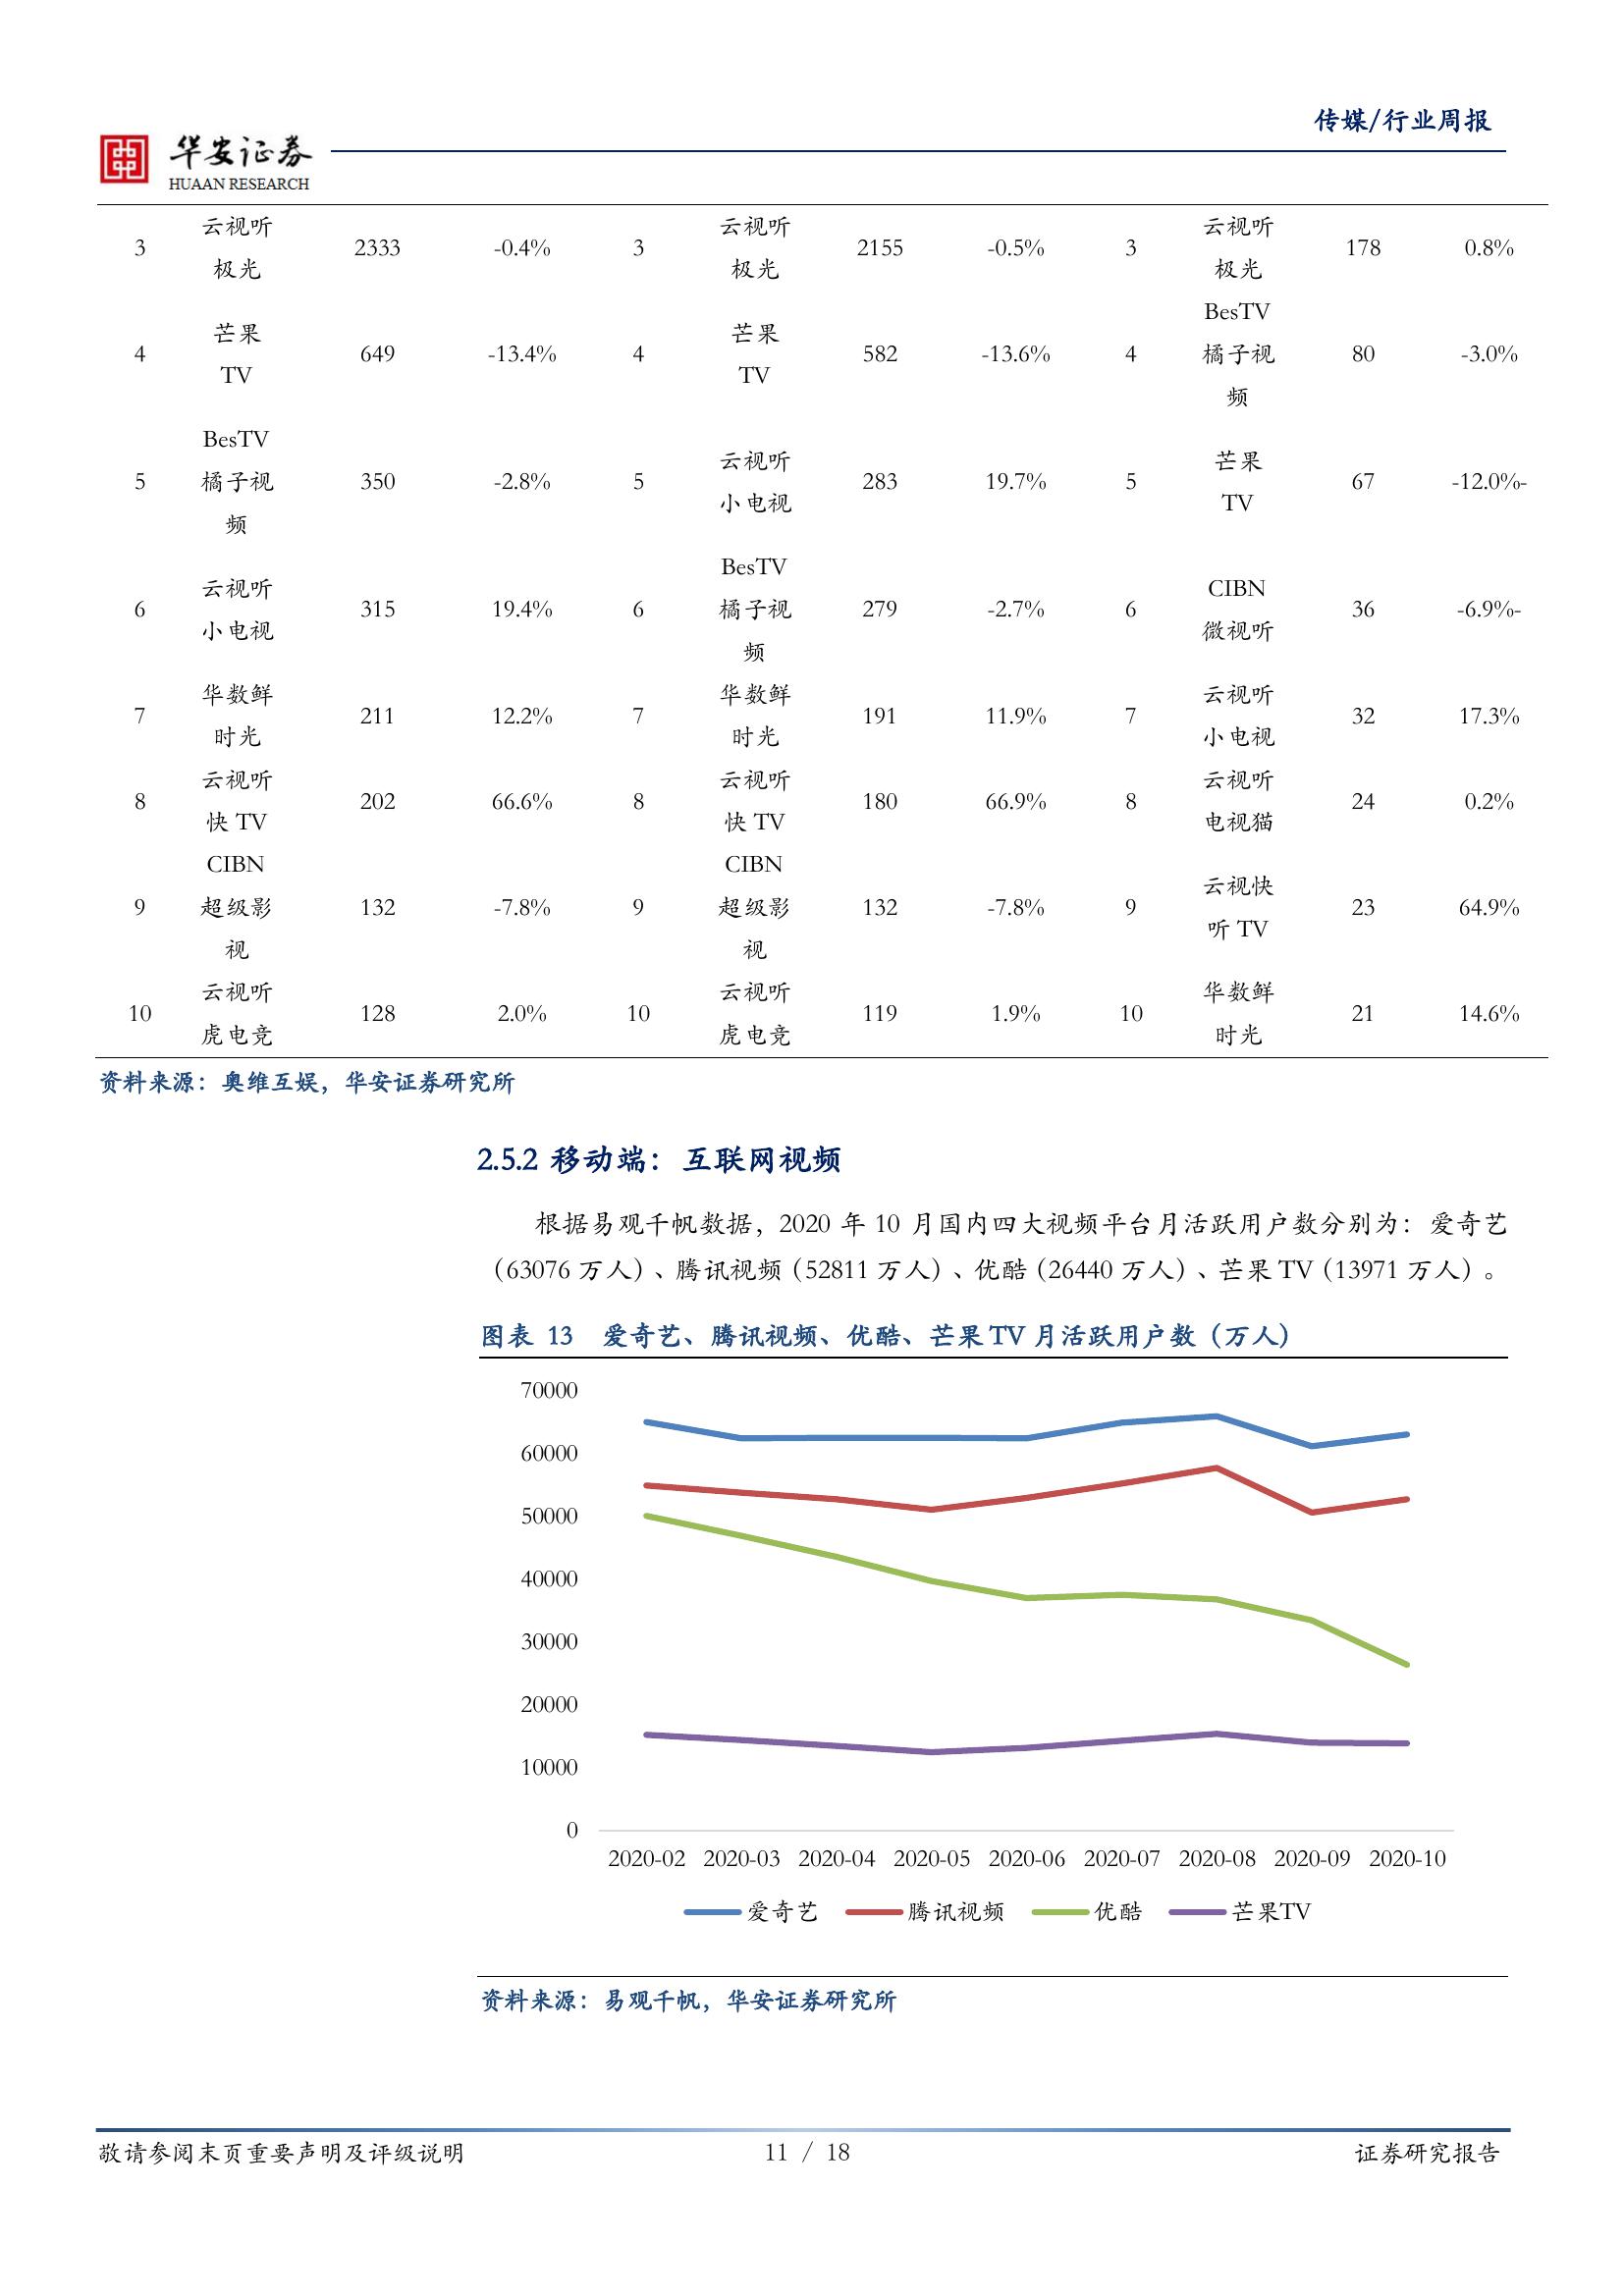 传媒/行业周报
华安证券
HUAAN RESEARCH
3 云视听极光 2333 -0.4% 3 云视听极光 2155 -0.5% 3 云视听极光 178 0.8%
4 芒果TV 649 -13.4% 4 芒果TV 582 -13.6% 4 BesTV橘子视频 80 -3.0%
5 BesTV橘子视频 350 -2.8% 5 云视听小电视 283 19.7% 5 芒果TV 67 -12.0%-
6 云视听小电视 315 19.4% 6 BesTV橘子视频 279 -2.7% 6 CIBN微视听 36 -6.9%-
7 华数鲜时光 211 12.2% 7 华数鲜时光 191 11.9% 7 云视听小电视 32 17.3%
8 云视听快 TV 202 66.6% 8 云视听快 TV 180 66.9% 8 云视听电视猫 24 0.2%
9 CIBN超级影视 132 -7.8% 9 CIBN超级影视 132 -7.8% 9 云视快听 TV 23 64.9%
10 云视听虎电竞 128 2.0% 10 云视听虎电竞 119 1.9% 10 华数鲜时光 21 14.6%
资料来源：奥维互娱，华安证券研究所
2.5.2 移动端：互联网视频
根据易观千帆数据，2020 年 10 月国内四大视频平台月活跃用户数分别为：爱奇艺
（63076 万人）、腾讯视频（52811 万人）、优酷（26440 万人）、芒果 TV（13971 万人）。
图表 13 爱奇艺、腾讯视频、优酷、芒果 TV 月活跃用户数（万人）
70000
60000
50000
40000
30000
20000
10000
0
2020-02 2020-03 2020-04 2020-05 2020-06 2020-07 2020-08 2020-09 2020-10
爱奇艺 腾讯视频 优酷 芒果TV
资料来源：易观千帆，华安证券研究所
敬请参阅末页重要声明及评级说明 11 / 18 证券研究报告